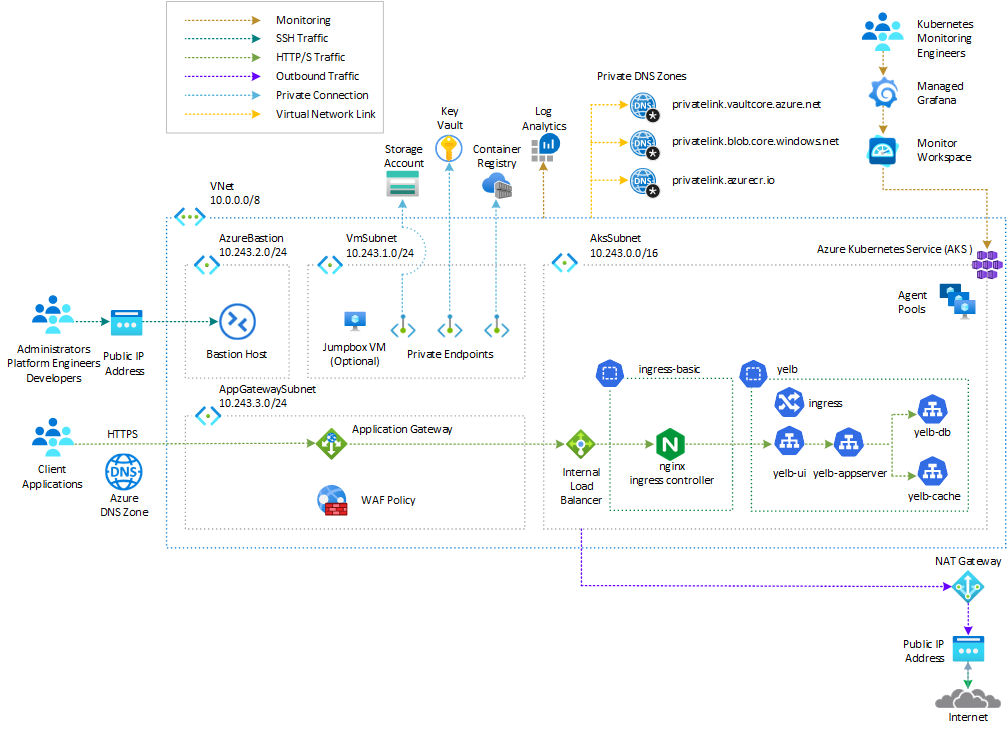 Monitoring
SSH Traffic
HTTP/S Traffic
Outbound Traffic
Private Connection
Virtual Network Link
Kubernetes
Monitoring
Engineers
Managed
Grafana
Monitor
Workspace
Private DNS Zones
privatelink.vaultcore.azure.net
privatelink.blob.core.windows.net
privatelink.azurecr.io
Key
Vault
Log
Analytics
Storage
Account
Container
Registry
DNS
DNS
DNS
VNet
10.0.0.0/8
AzureBastion
10.243.2.0/24
VmSubnet
10.243.1.0/24
AksSubnet
10.243.0.0/16
Azure Kubernetes Service (AKS )
Agent
Pools
Administrators
Platform Engineers
Developers
Public IP
Address
Bastion Host
Jumpbox VM
(Optional)
Private Endpoints
AppGatewaySubnet
10.243.3.0/24
ingress-basic
yelb
ingress
HTTPS
Application Gateway
Client
Applications
DNS
Azure
DNS Zone
WAF Policy
Internal
Load
Balancer
N
nginx
ingress controller
yelb-ui
yelb-appserver
yelb-db
yelb-cache
NAT Gateway
Public IP
Address
Internet